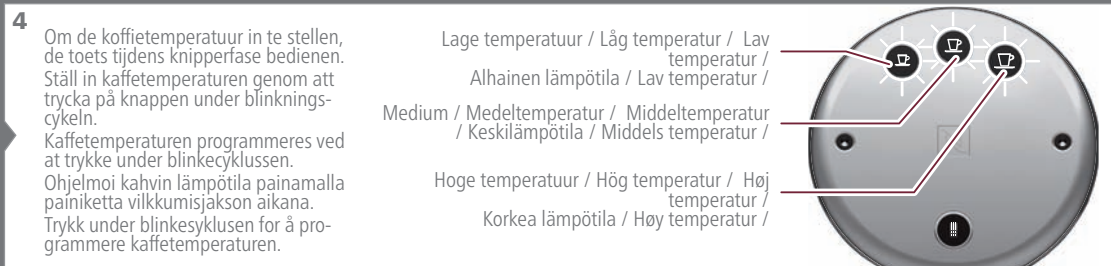 4
Om de koffietemperatuur in te stellen,
de toets tijdens knipperfase bedienen.
Ställ in kaffetemperaturen genom att
trycka på knappen under blinknings-
cykeln.
Kaffetemperaturen programmeres ved
at trykke under blinkecyklussen.
Ohjelmoi kahvin lämpötila painamalla
painiketta vilkkumisjakson aikana.
Trykk under blinkesyklusen for å pro-
grammere kaffetemperaturen.
Lage temperatuur / Låg temperatur / Lav
temperatur /
Alhainen lämpötila / Lav temperatur /
Medium / Medeltemperatur / Middeltemperatur
/ Keskilämpötila / Middels temperatur /
Hoge temperatuur / Hög temperatur / Høj
temperatur /
Korkea lämpötila / Høy temperatur /